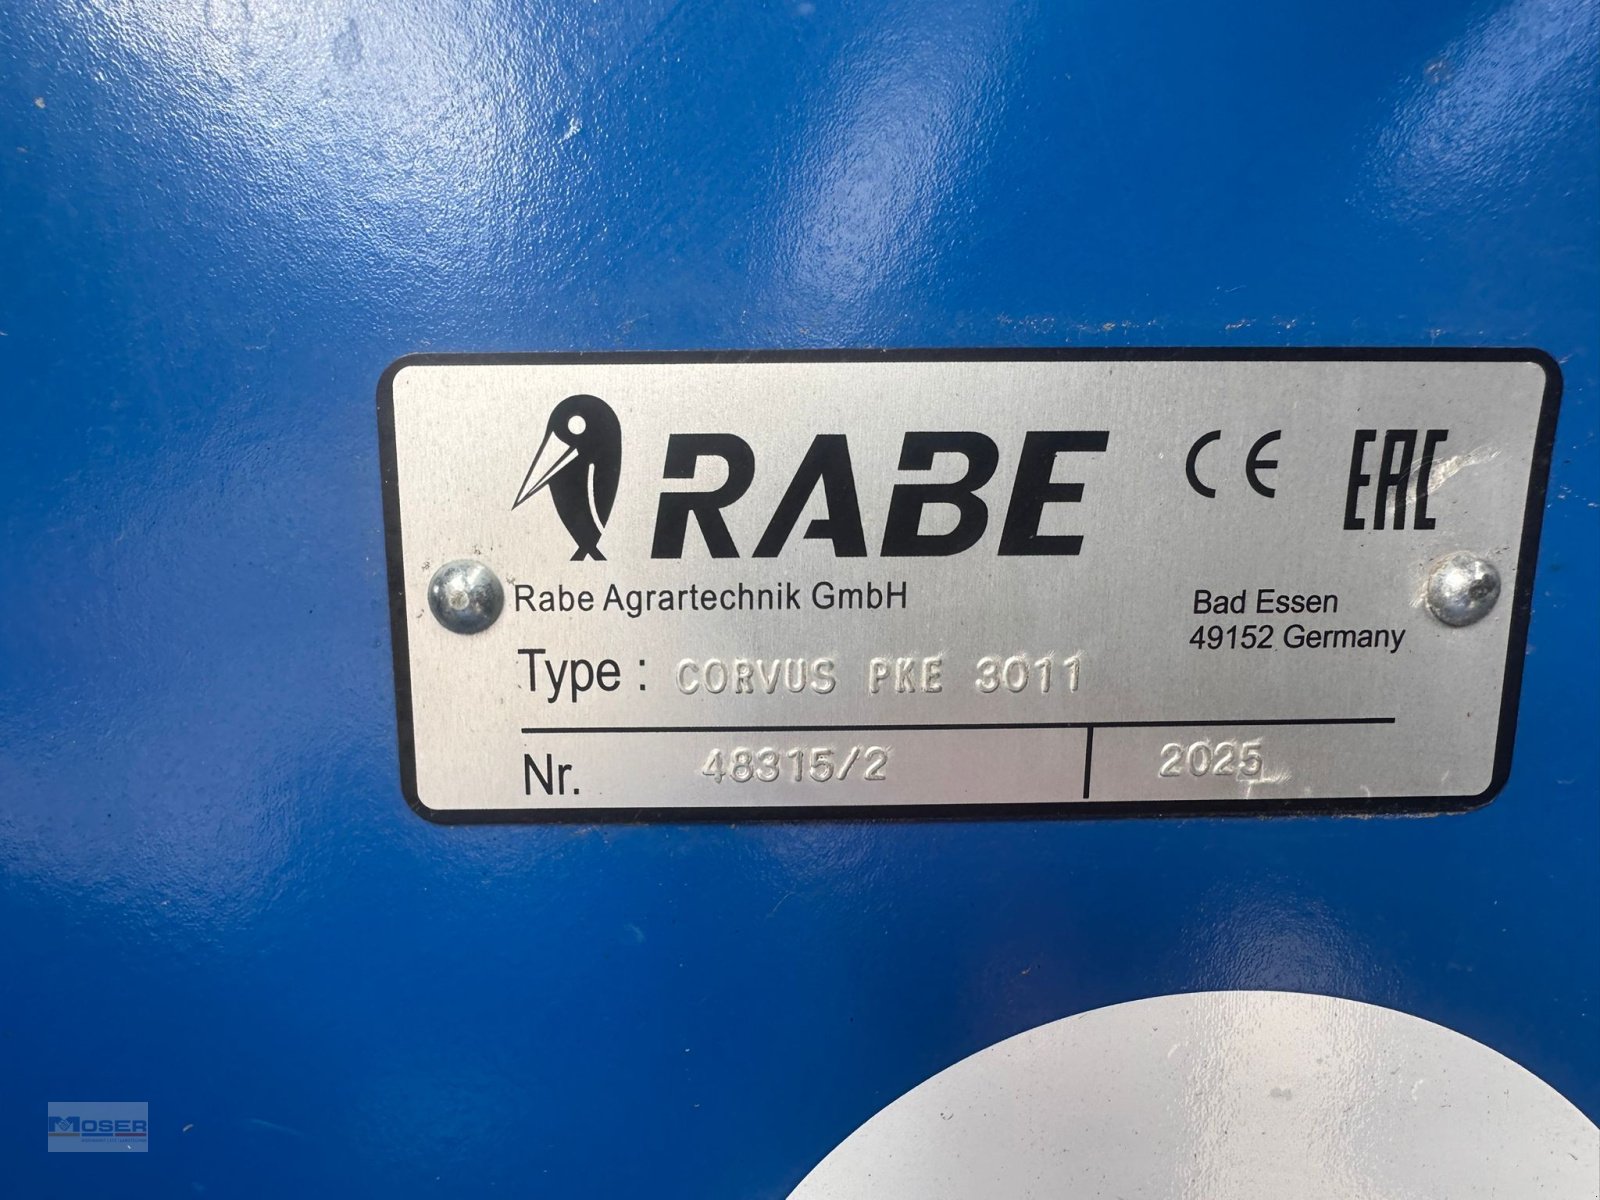 RABE CE EAC
Rabe Agrartechnik GmbH
Bad Essen
49152 Germany
Type : CORVUS PKE 3011
Nr. 48315/2 2025
MOSER